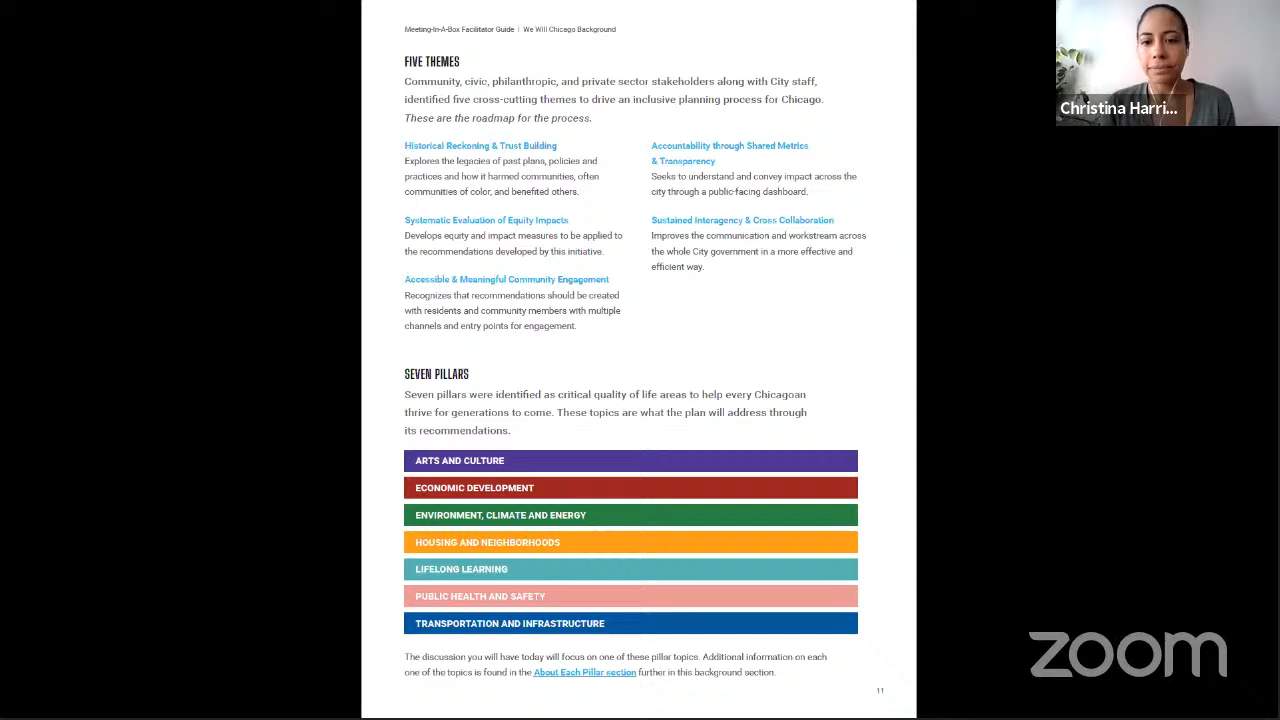 Meeting-In-A-Box Facilitator Guide | We Will Chicago Background
FIVE THEMES
Community, civic, philanthropic, and private sector stakeholders along with City staff,
identified five cross-cutting themes to drive an inclusive planning process for Chicago.
These are the roadmap for the process.
Historical Reckoning & Trust Building
Explores the legacies of past plans, policies and
practices and how it harmed communities, often
communities of color, and benefited others.
Systematic Evaluation of Equity Impacts
Develops equity and impact measures to be applied to
the recommendations developed by this initiative.
Accessible & Meaningful Community Engagement
Recognizes that recommendations should be created
with residents and community members with multiple
channels and entry points for engagement.
Accountability through Shared Metrics
& Transparency
Seeks to understand and convey impact across the
city through a public-facing dashboard.
Sustained Interagency & Cross Collaboration
Improves the communication and workstream across
the whole City government in a more effective and
efficient way.
SEVEN PILLARS
Seven pillars were identified as critical quality of life areas to help every Chicagoan
thrive for generations to come. These topics are what the plan will address through
its recommendations.
ARTS AND CULTURE
ECONOMIC DEVELOPMENT
ENVIRONMENT, CLIMATE AND ENERGY
HOUSING AND NEIGHBORHOODS
LIFELONG LEARNING
PUBLIC HEALTH AND SAFETY
TRANSPORTATION AND INFRASTRUCTURE
The discussion you will have today will focus on one of these pillar topics. Additional information on each
one of the topics is found in the About Each Pillar section further in this background section.
11
Christina Harri...
zoom